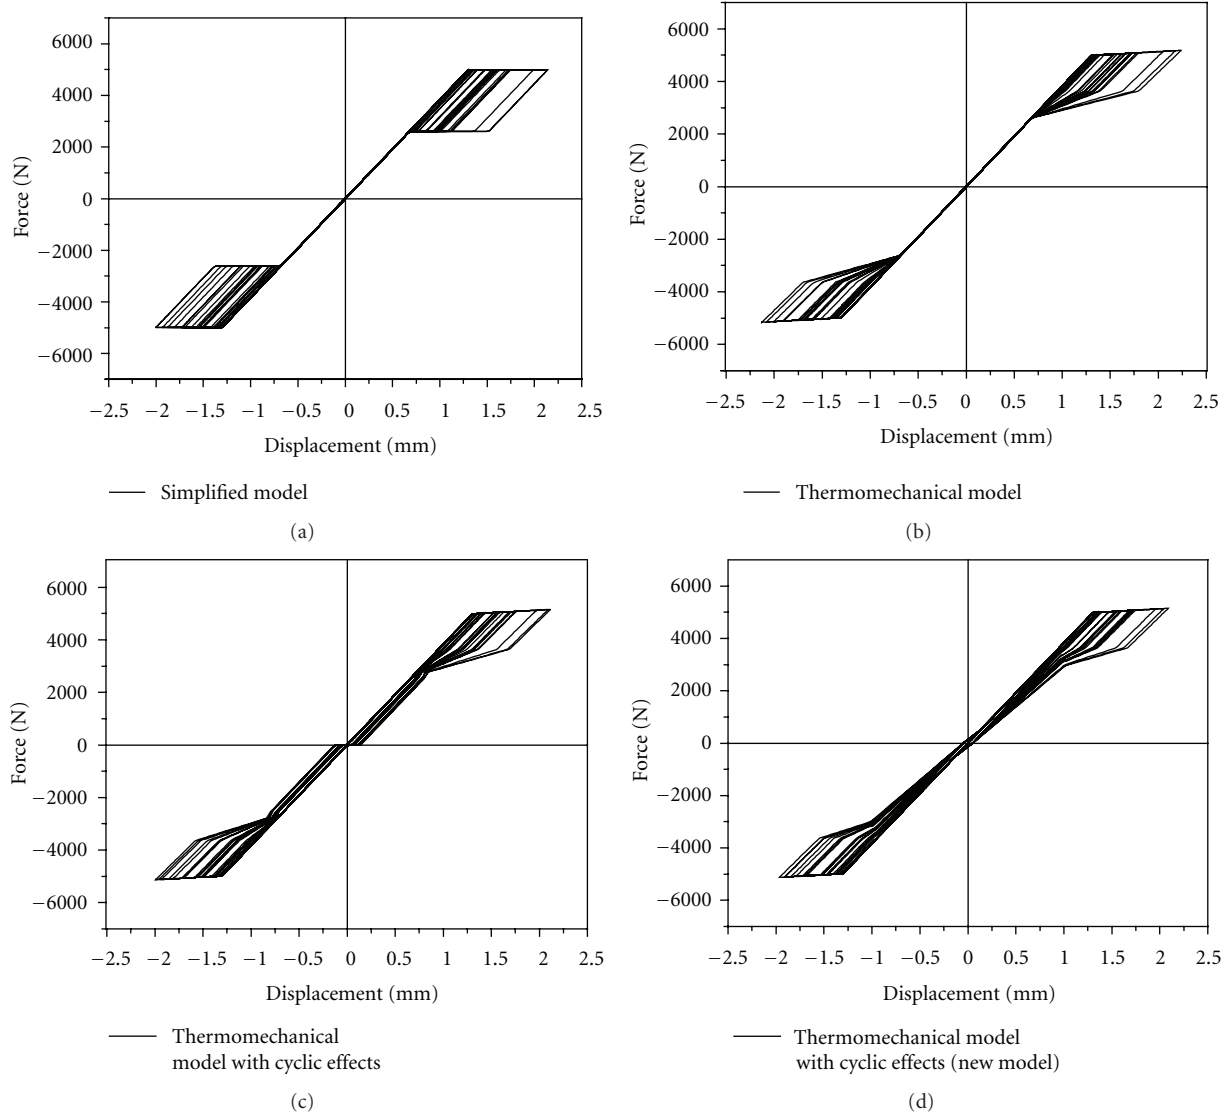 6000
4000
2000
0
−2000
−4000
−6000
Force (N)
−2.5 −2 −1.5 −1 −0.5 0 0.5 1 1.5 2 2.5
Displacement (mm)
Simplified model
(a)
6000
4000
2000
0
−2000
−4000
−6000
Force (N)
−2.5 −2 −1.5 −1 −0.5 0 0.5 1 1.5 2 2.5
Displacement (mm)
Thermomechanical model
(b)
6000
4000
2000
0
−2000
−4000
−6000
Force (N)
−2.5 −2 −1.5 −1 −0.5 0 0.5 1 1.5 2 2.5
Displacement (mm)
Thermomechanical
model with cyclic effects
(c)
6000
4000
2000
0
−2000
−4000
−6000
Force (N)
−2.5 −2 −1.5 −1 −0.5 0 0.5 1 1.5 2 2.5
Displacement (mm)
Thermomechanical model
with cyclic effects (new model)
(d)